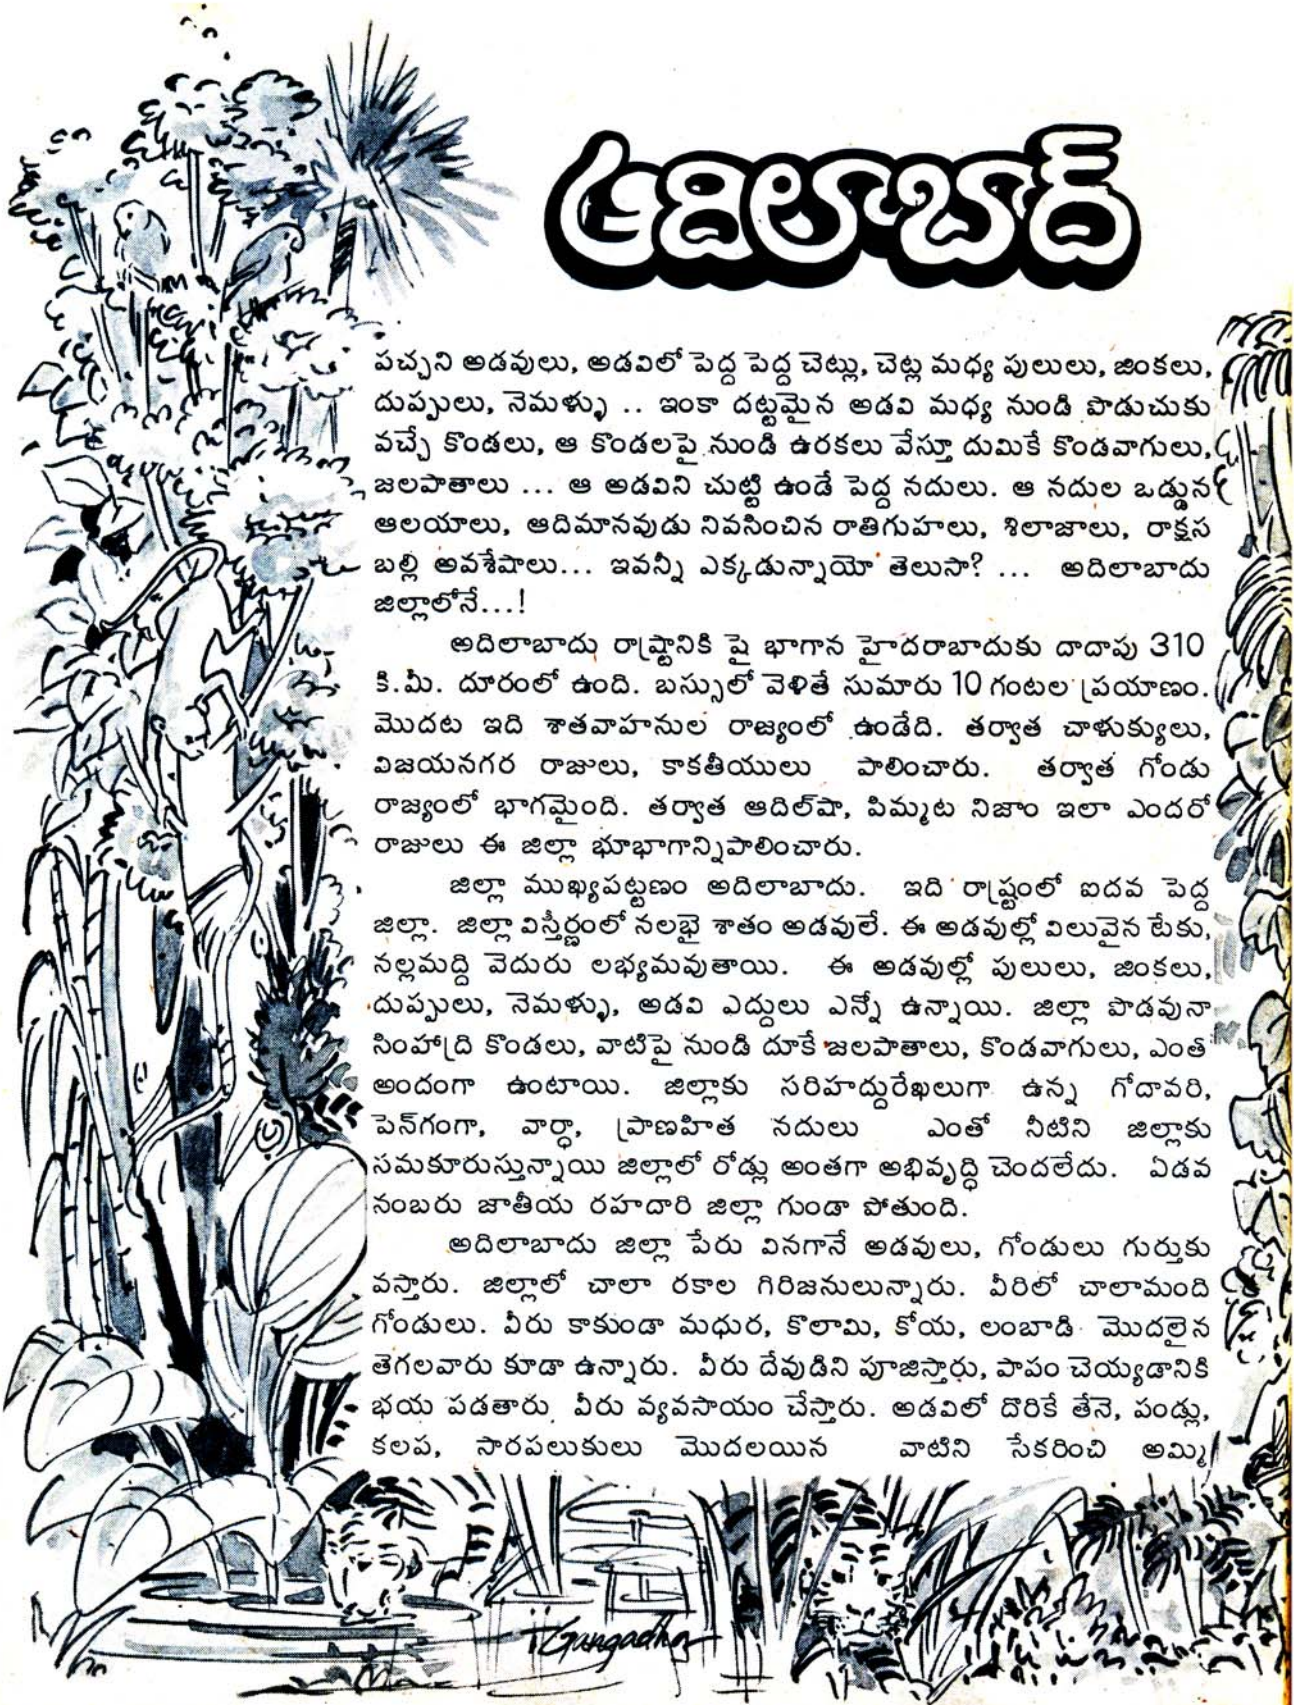 ఆదిలాబాద్
పచ్చని అడవులు, అడవిలో పెద్ద పెద్ద చెట్లు, చెట్ల మధ్య పులులు, జింకలు,
దుప్పులు, నెమళ్ళు .. ఇంకా దట్టమైన అడవి మధ్య నుండి పొడుచుకు
వచ్చే కొండలు, ఆ కొండలపై నుండి ఉరకలు వేస్తూ దుమికే కొండవాగులు,
జలపాతాలు ... ఆ అడవిని చుట్టి ఉండే పెద్ద నదులు. ఆ నదుల ఒడ్డున
ఆలయాలు, ఆదిమానవుడు నివసించిన రాతిగుహలు, శిలాజాలు, రాక్షస
బల్లి అవశేషాలు... ఇవన్నీ ఎక్కడున్నాయో తెలుసా? ... అదిలాబాదు
జిల్లాలోనే...!
అదిలాబాదు రాష్ట్రానికి పై భాగాన హైదరాబాదుకు దాదాపు 310
కి.మీ. దూరంలో ఉంది. బస్సులో వెళితే సుమారు 10 గంటల ప్రయాణం.
మొదట ఇది శాతవాహనుల రాజ్యంలో ఉండేది. తర్వాత చాళుక్యులు,
విజయనగర రాజులు, కాకతీయులు పాలించారు. తర్వాత గోండు
రాజ్యంలో భాగమైంది. తర్వాత ఆదిల్‌షా, పిమ్మట నిజాం ఇలా ఎందరో
రాజులు ఈ జిల్లా భూభాగాన్నిపాలించారు.
జిల్లా ముఖ్యపట్టణం అదిలాబాదు. ఇది రాష్ట్రంలో ఐదవ పెద్ద
జిల్లా. జిల్లా విస్తీర్ణంలో నలభై శాతం అడవులే. ఈ అడవుల్లో విలువైన టేకు,
నల్లమద్ది వెదురు లభ్యమవుతాయి. ఈ అడవుల్లో పులులు, జింకలు,
దుప్పులు, నెమళ్ళు, అడవి ఎద్దులు ఎన్నో ఉన్నాయి. జిల్లా పొడవునా
సింహాద్రి కొండలు, వాటిపై నుండి దూకే జలపాతాలు, కొండవాగులు, ఎంత
అందంగా ఉంటాయి. జిల్లాకు సరిహద్దురేఖలుగా ఉన్న గోదావరి,
పెన్‌గంగా, వార్ధా, ప్రాణహిత నదులు ఎంతో నీటిని జిల్లాకు
సమకూరుస్తున్నాయి జిల్లాలో రోడ్లు అంతగా అభివృద్ధి చెందలేదు. ఏడవ
నంబరు జాతీయ రహదారి జిల్లా గుండా పోతుంది.
అదిలాబాదు జిల్లా పేరు వినగానే అడవులు, గోండులు గుర్తుకు
వస్తారు. జిల్లాలో చాలా రకాల గిరిజనులున్నారు. వీరిలో చాలామంది
గోండులు. వీరు కాకుండా మధుర, కొలామి, కోయ, లంబాడి మొదలైన
తెగలవారు కూడా ఉన్నారు. వీరు దేవుడిని పూజిస్తారు, పాపం చెయ్యడానికి
భయ పడతారు. వీరు వ్యవసాయం చేస్తారు. అడవిలో దొరికే తేనె, పండ్లు,
కలప, సారపలుకులు మొదలయిన వాటిని సేకరించి అమ్మి
Gangadhar